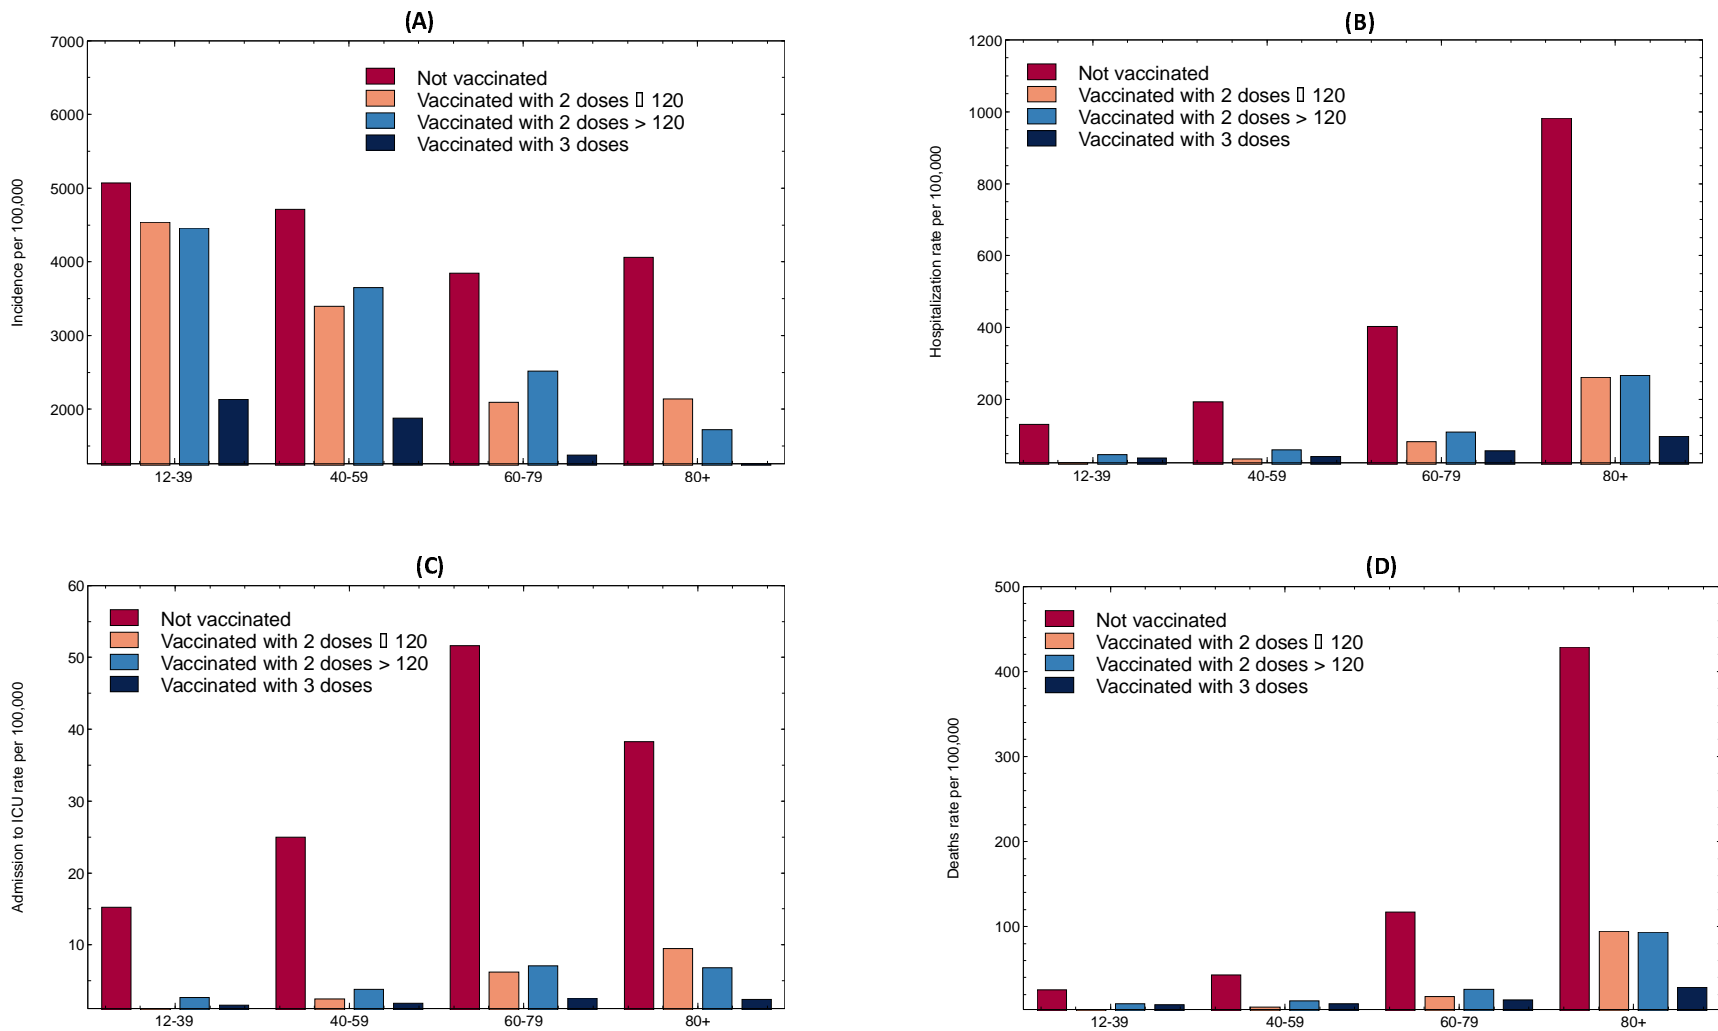 (A)
7000
6000
5000
4000
3000
2000
Incidence per 100,000
Not vaccinated
Vaccinated with 2 doses ▯ 120
Vaccinated with 2 doses > 120
Vaccinated with 3 doses
12-39
40-59
60-79
80+
(B)
1200
1000
800
600
400
200
Hospitalization rate per 100,000
Not vaccinated
Vaccinated with 2 doses ▯ 120
Vaccinated with 2 doses > 120
Vaccinated with 3 doses
12-39
40-59
60-79
80+
(C)
60
50
40
30
20
10
Admission to ICU rate per 100,000
Not vaccinated
Vaccinated with 2 doses ▯ 120
Vaccinated with 2 doses > 120
Vaccinated with 3 doses
12-39
40-59
60-79
80+
(D)
500
400
300
200
100
Deaths rate per 100,000
Not vaccinated
Vaccinated with 2 doses ▯ 120
Vaccinated with 2 doses > 120
Vaccinated with 3 doses
12-39
40-59
60-79
80+